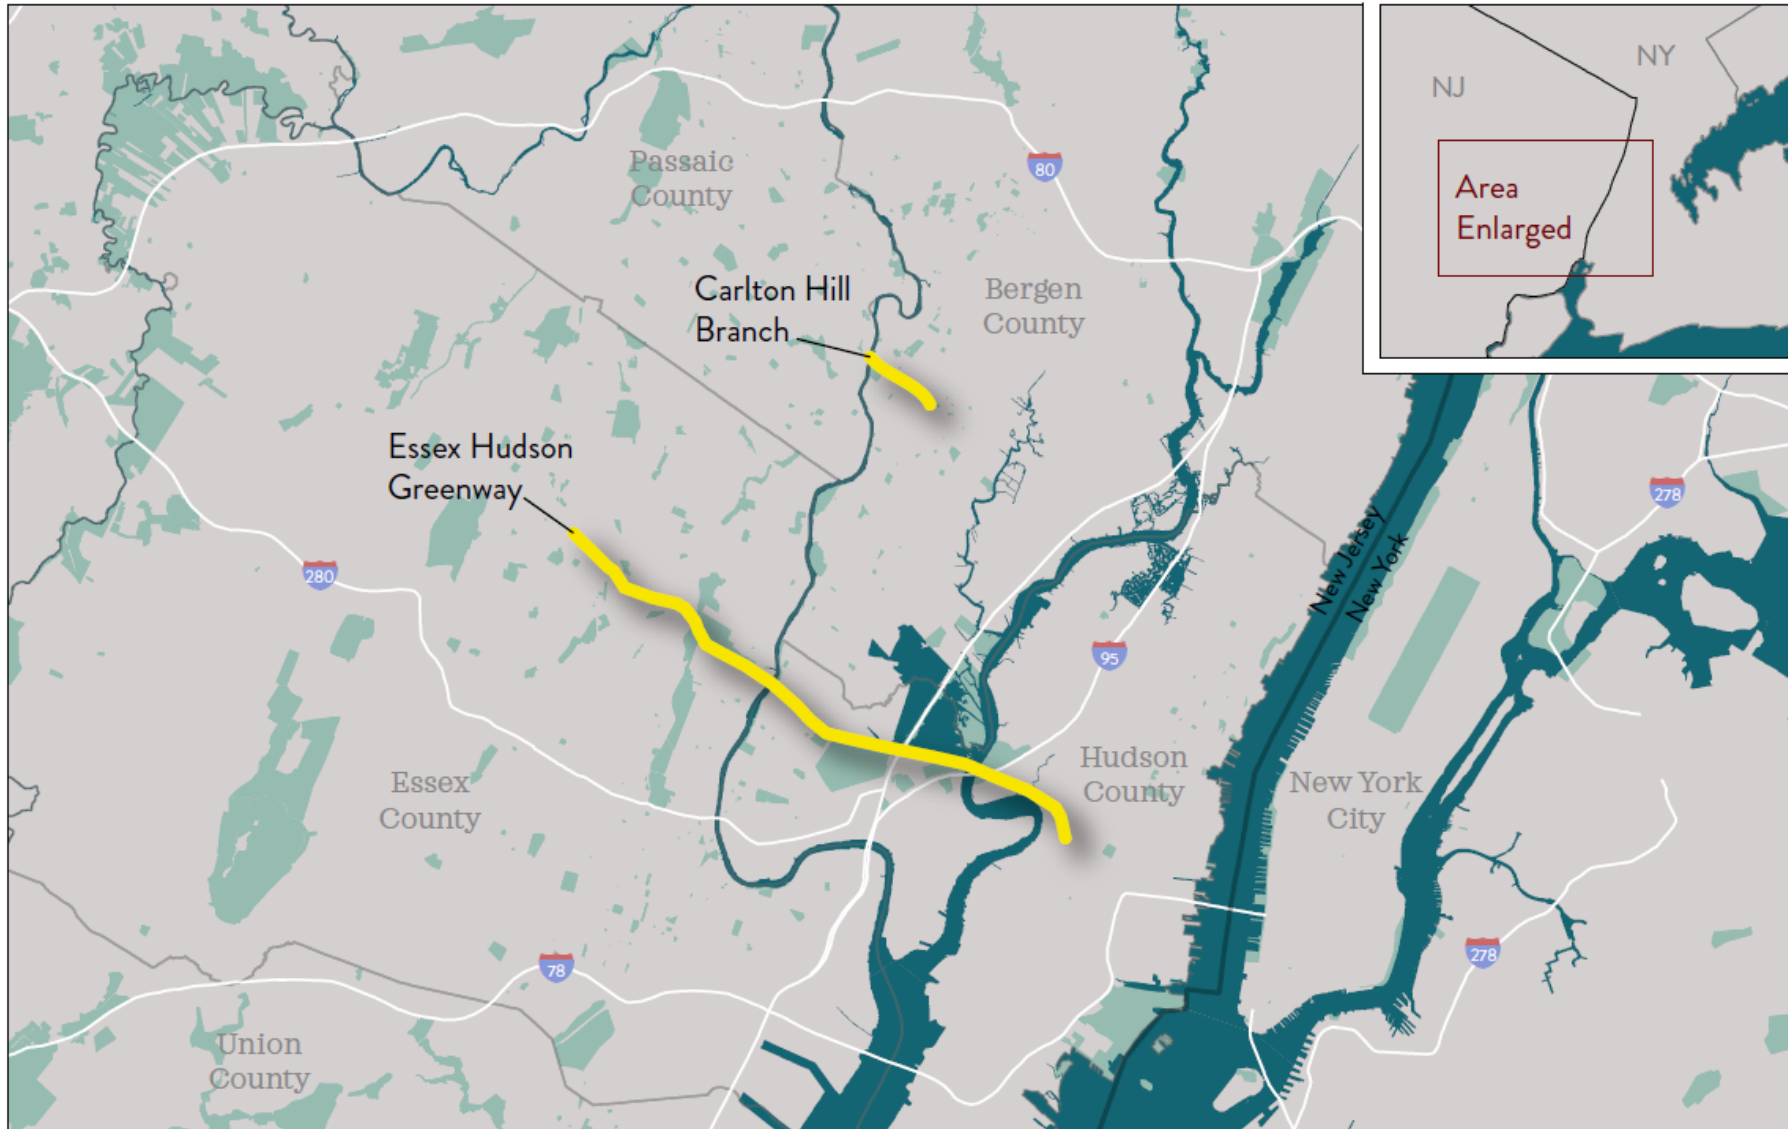 NJ
NY
Area
Enlarged
Passaic
County
80
Carlton Hill
Branch
Bergen
County
Essex Hudson
Greenway
278
280
New Jersey
New York
95
Essex
County
Hudson
County
New York
City
78
278
Union
County